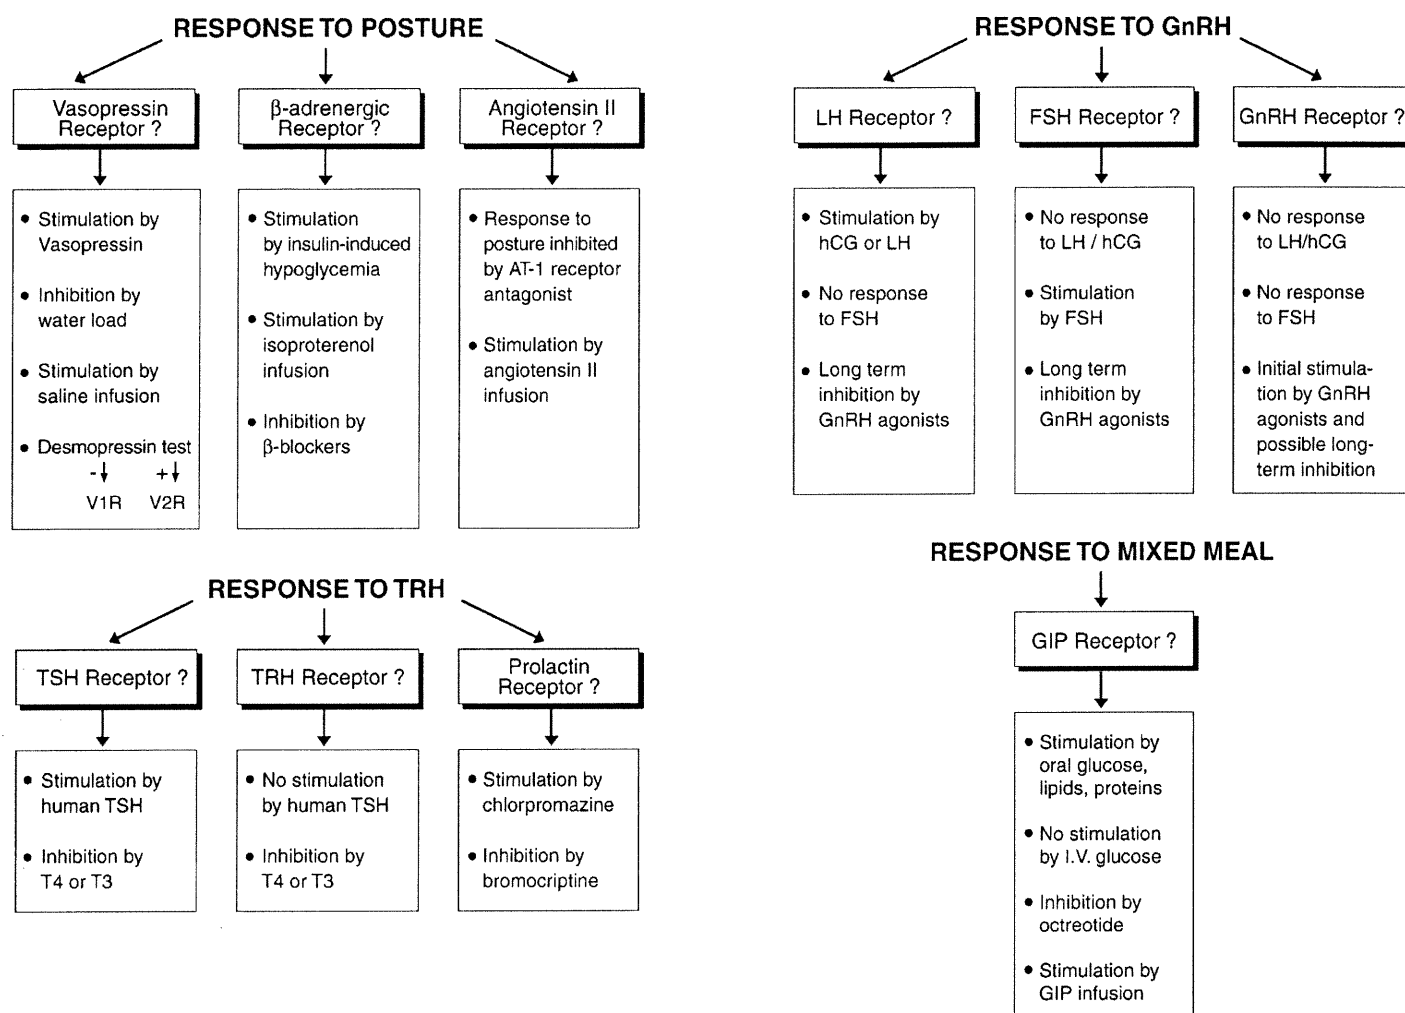 RESPONSE TO POSTURE
Vasopressin
Receptor ?
• Stimulation by
Vasopressin
• Inhibition by
water load
• Stimulation by
saline infusion
• Desmopressin test
- +
V1R V2R
β-adrenergic
Receptor ?
• Stimulation
by insulin-induced
hypoglycemia
• Stimulation by
isoproterenol
infusion
• Inhibition by
β-blockers
Angiotensin II
Receptor ?
• Response to
posture inhibited
by AT-1 receptor
antagonist
• Stimulation by
angiotensin II
infusion
RESPONSE TO GnRH
LH Receptor ?
• Stimulation by
hCG or LH
• No response
to FSH
• Long term
inhibition by
GnRH agonists
FSH Receptor ?
• No response
to LH / hCG
• Stimulation
by FSH
• Long term
inhibition by
GnRH agonists
GnRH Receptor ?
• No response
to LH/hCG
• No response
to FSH
• Initial stimula-
tion by GnRH
agonists and
possible long-
term inhibition
RESPONSE TO TRH
TSH Receptor ?
• Stimulation by
human TSH
• Inhibition by
T4 or T3
TRH Receptor ?
• No stimulation
by human TSH
• Inhibition by
T4 or T3
Prolactin
Receptor ?
• Stimulation by
chlorpromazine
• Inhibition by
bromocriptine
RESPONSE TO MIXED MEAL
GIP Receptor ?
• Stimulation by
oral glucose,
lipids, proteins
• No stimulation
by I.V. glucose
• Inhibition by
octreotide
• Stimulation by
GIP infusion